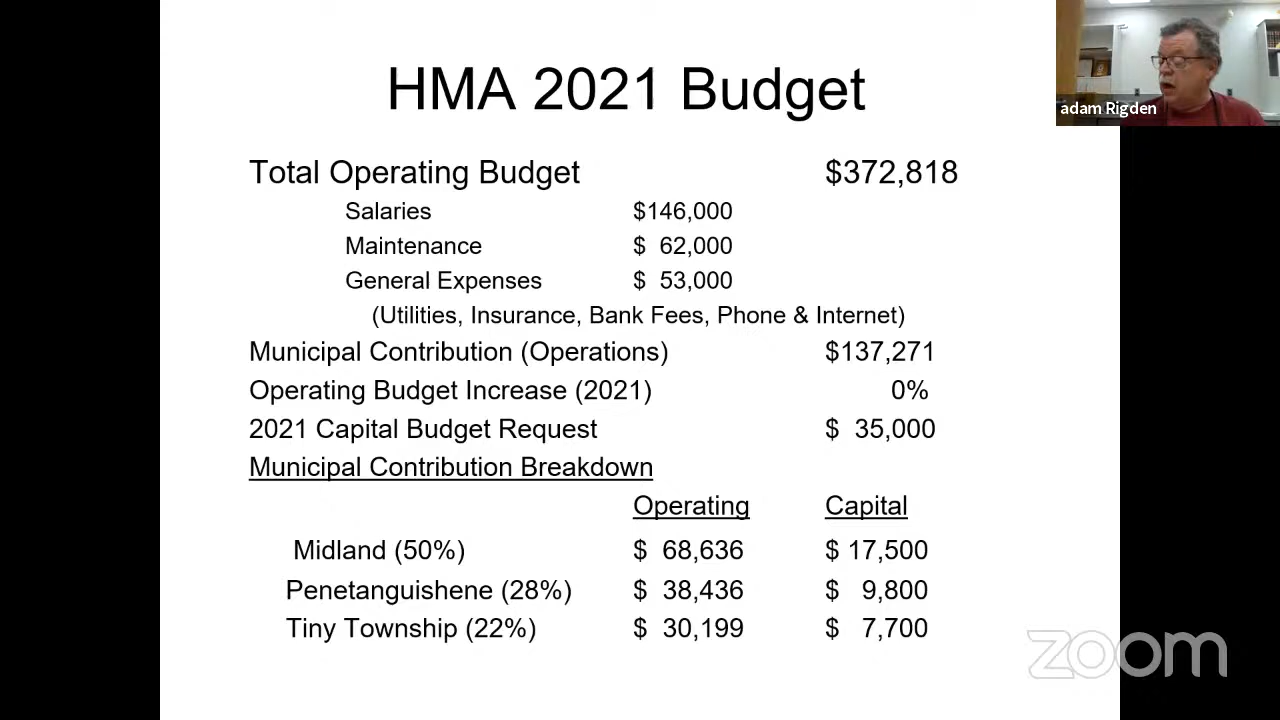 HMA 2021 Budget
adam Rigden
Total Operating Budget $372,818
Salaries $146,000
Maintenance $ 62,000
General Expenses $ 53,000
(Utilities, Insurance, Bank Fees, Phone & Internet)
Municipal Contribution (Operations) $137,271
Operating Budget Increase (2021) 0%
2021 Capital Budget Request $ 35,000
Municipal Contribution Breakdown
Operating Capital
Midland (50%) $ 68,636 $ 17,500
Penetanguishene (28%) $ 38,436 $ 9,800
Tiny Township (22%) $ 30,199 $ 7,700
zoom